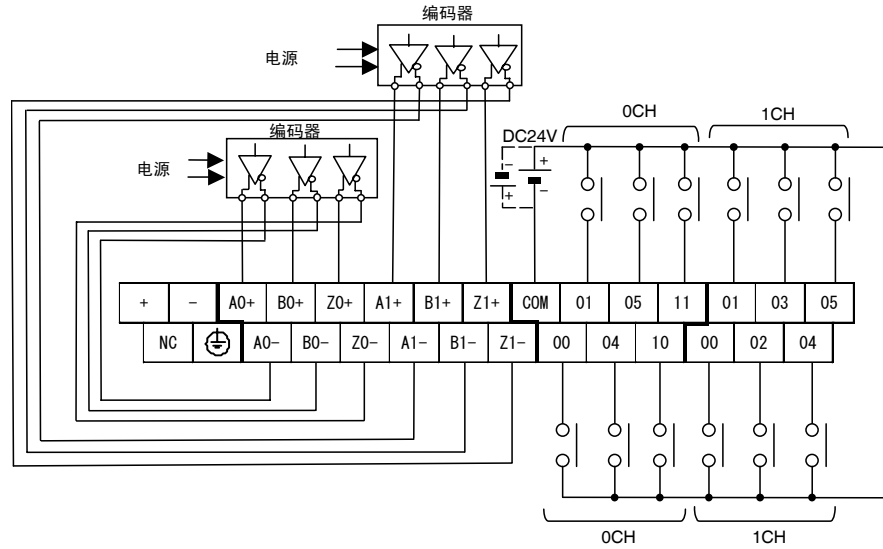 编码器
电源
0CH 1CH
编码器
DC24V
电源
+ - - + + -
+ - A0+ B0+ Z0+ A1+ B1+ Z1+ COM 01 05 11 01 03 05
NC A0- B0- Z0- A1- B1- Z1- 00 04 10 00 02 04
0CH 1CH